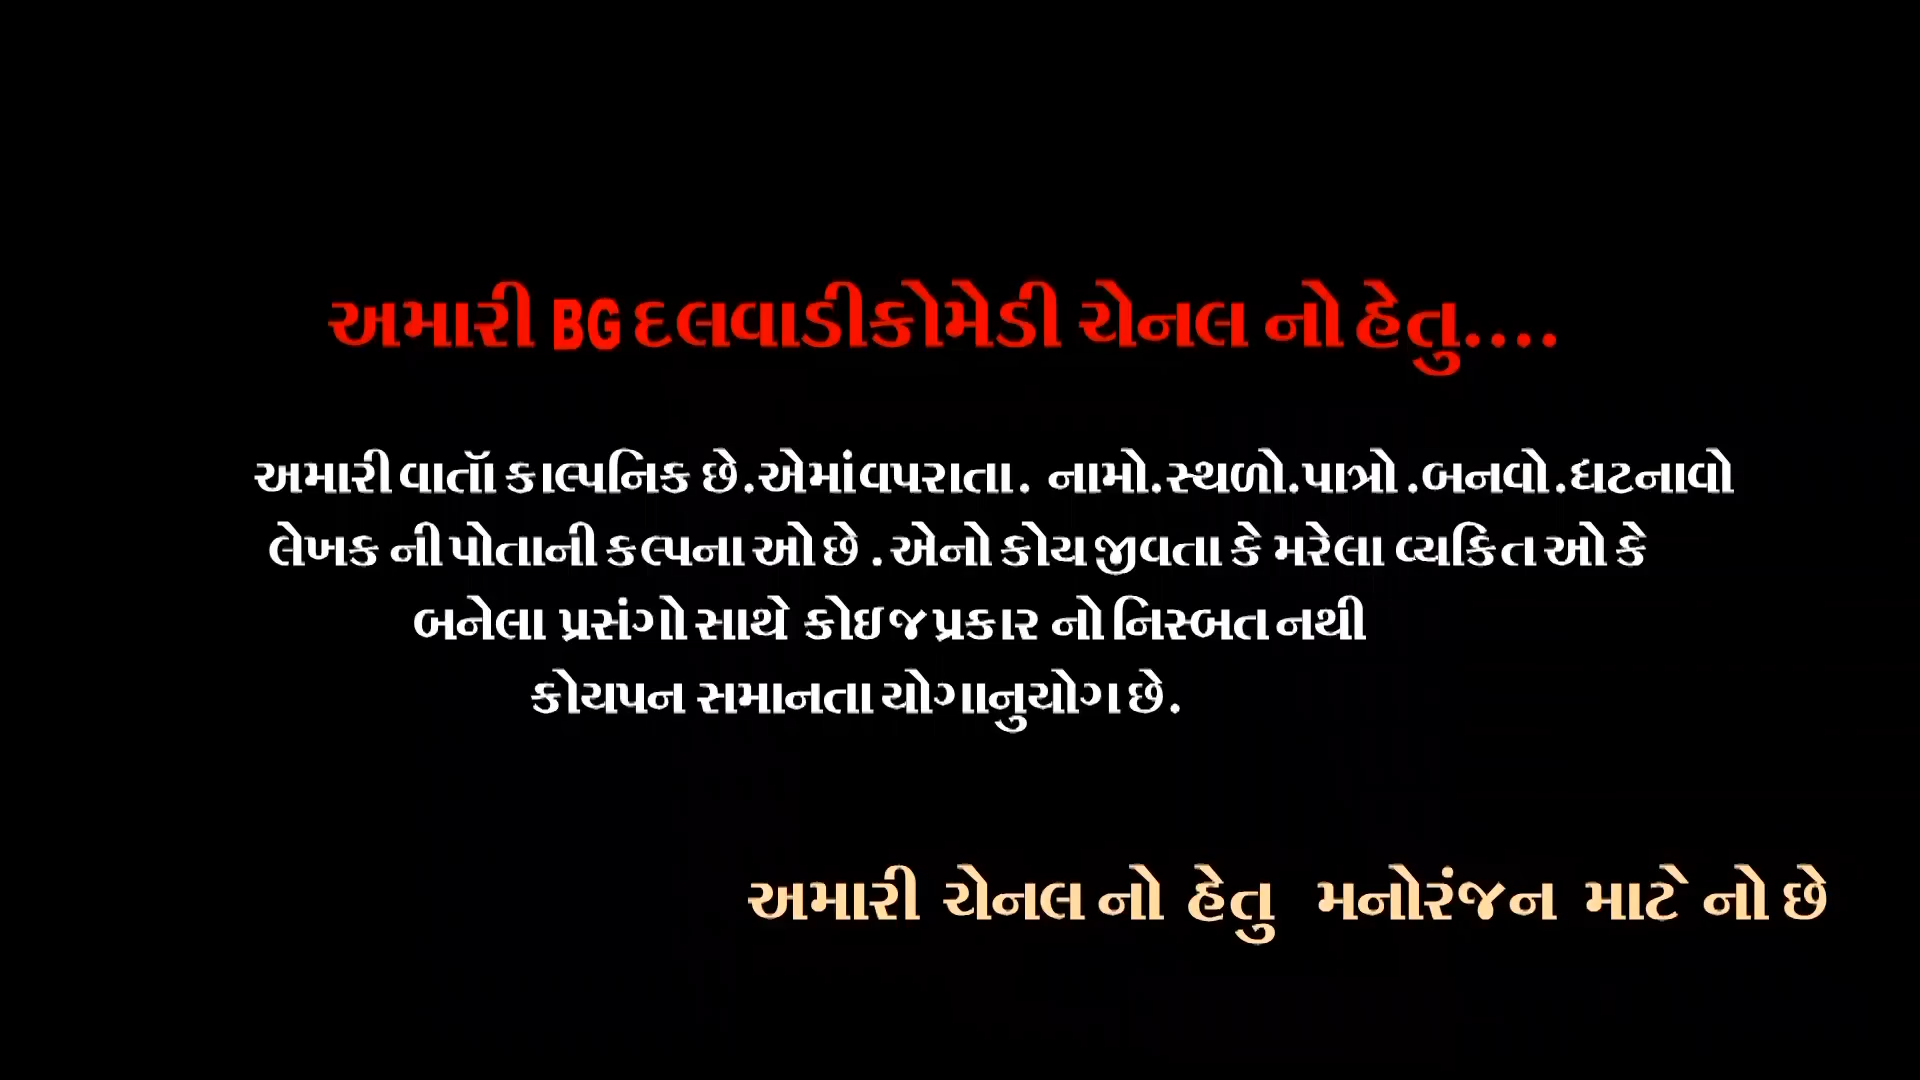 અમારી BG દલવાડીકોમેડી ચેનલ નો હેતુ....
અમારી વાતૉ કાલ્પનિક છે.એમાંવપરાતા. નામો.સ્થળો.પાત્રો .બનવો.ઘટનાવો
લેખક ની પોતાની કલ્પના ઓ છે . એનો કોય જીવતા કે મરેલા વ્યકિત ઓ કે
બનેલા પ્રસંગો સાથે કોઇજ પ્રકાર નો નિસ્બત નથી
કોયપન સમાનતા યોગાનુયોગ છે.
અમારી ચેનલ નો હેતુ મનોરંજન માટે નો છે